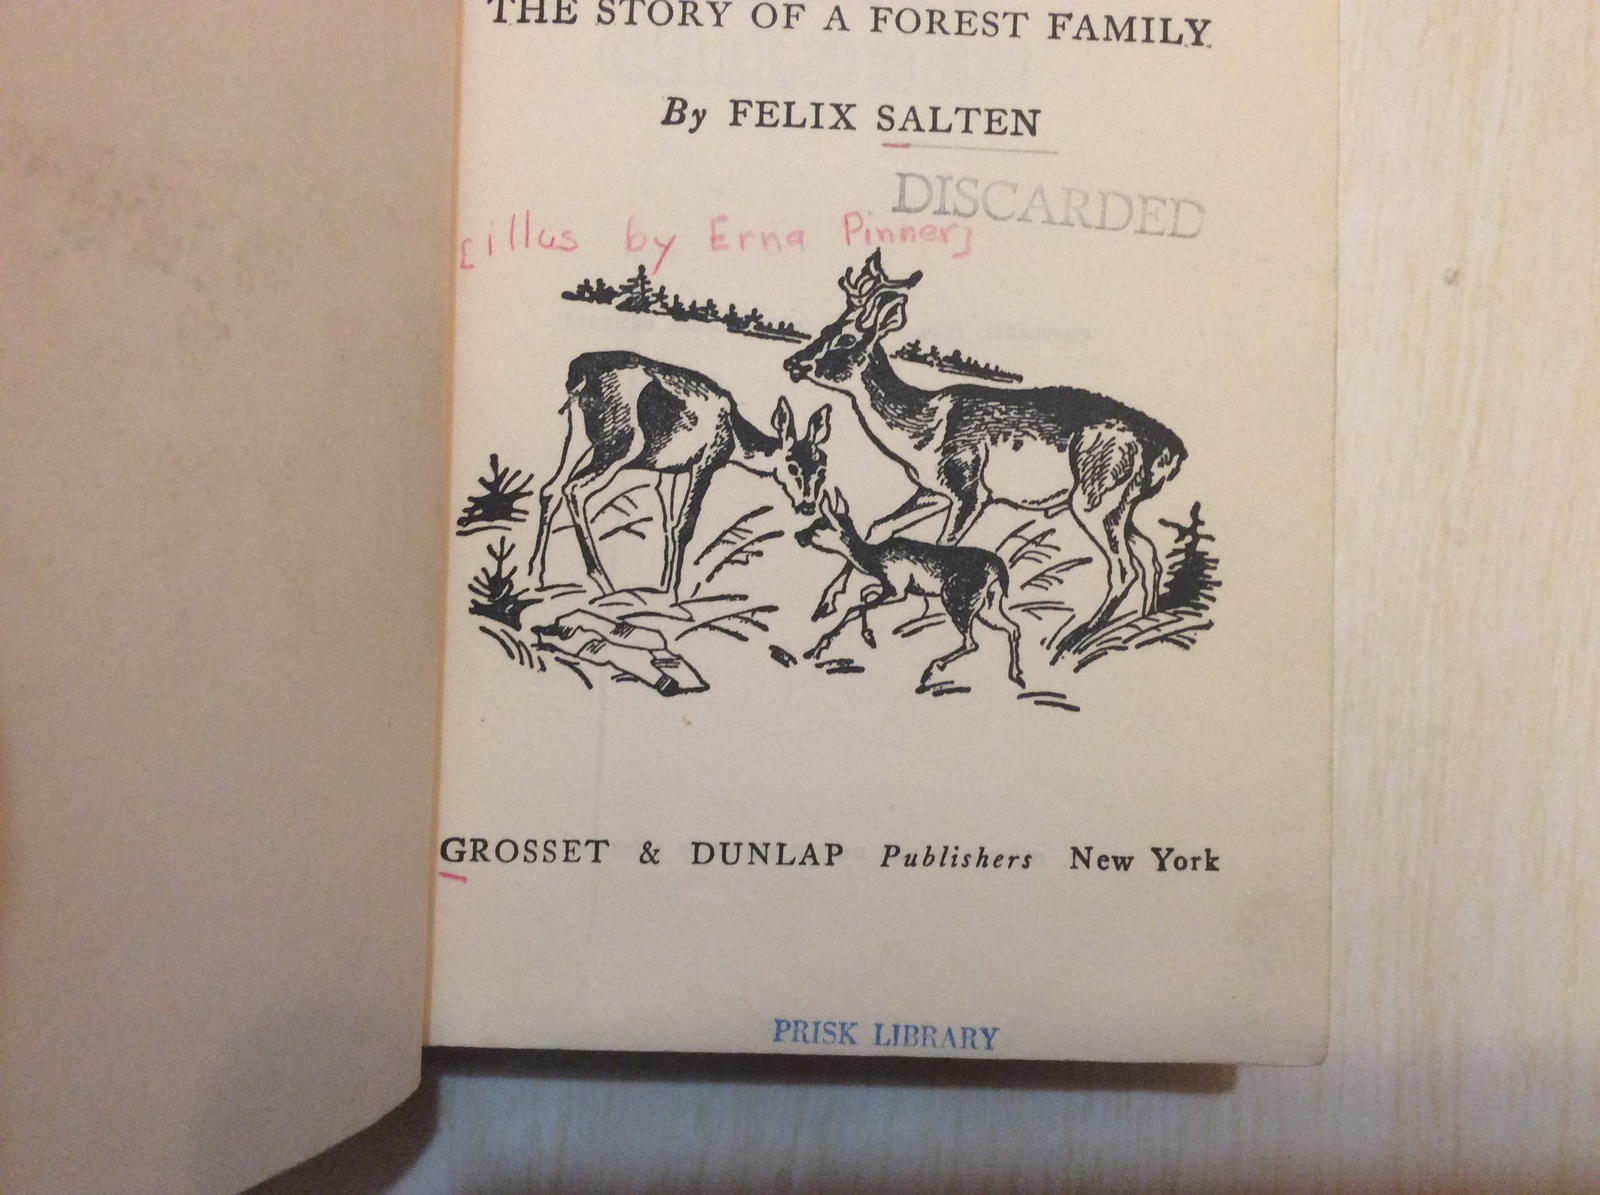 THE STORY OF A FOREST FAMILY
By FELIX SALTEN
DISCARDED
[illus by Erna Pinner]
GROSSET & DUNLAP Publishers New York
PRISK LIBRARY